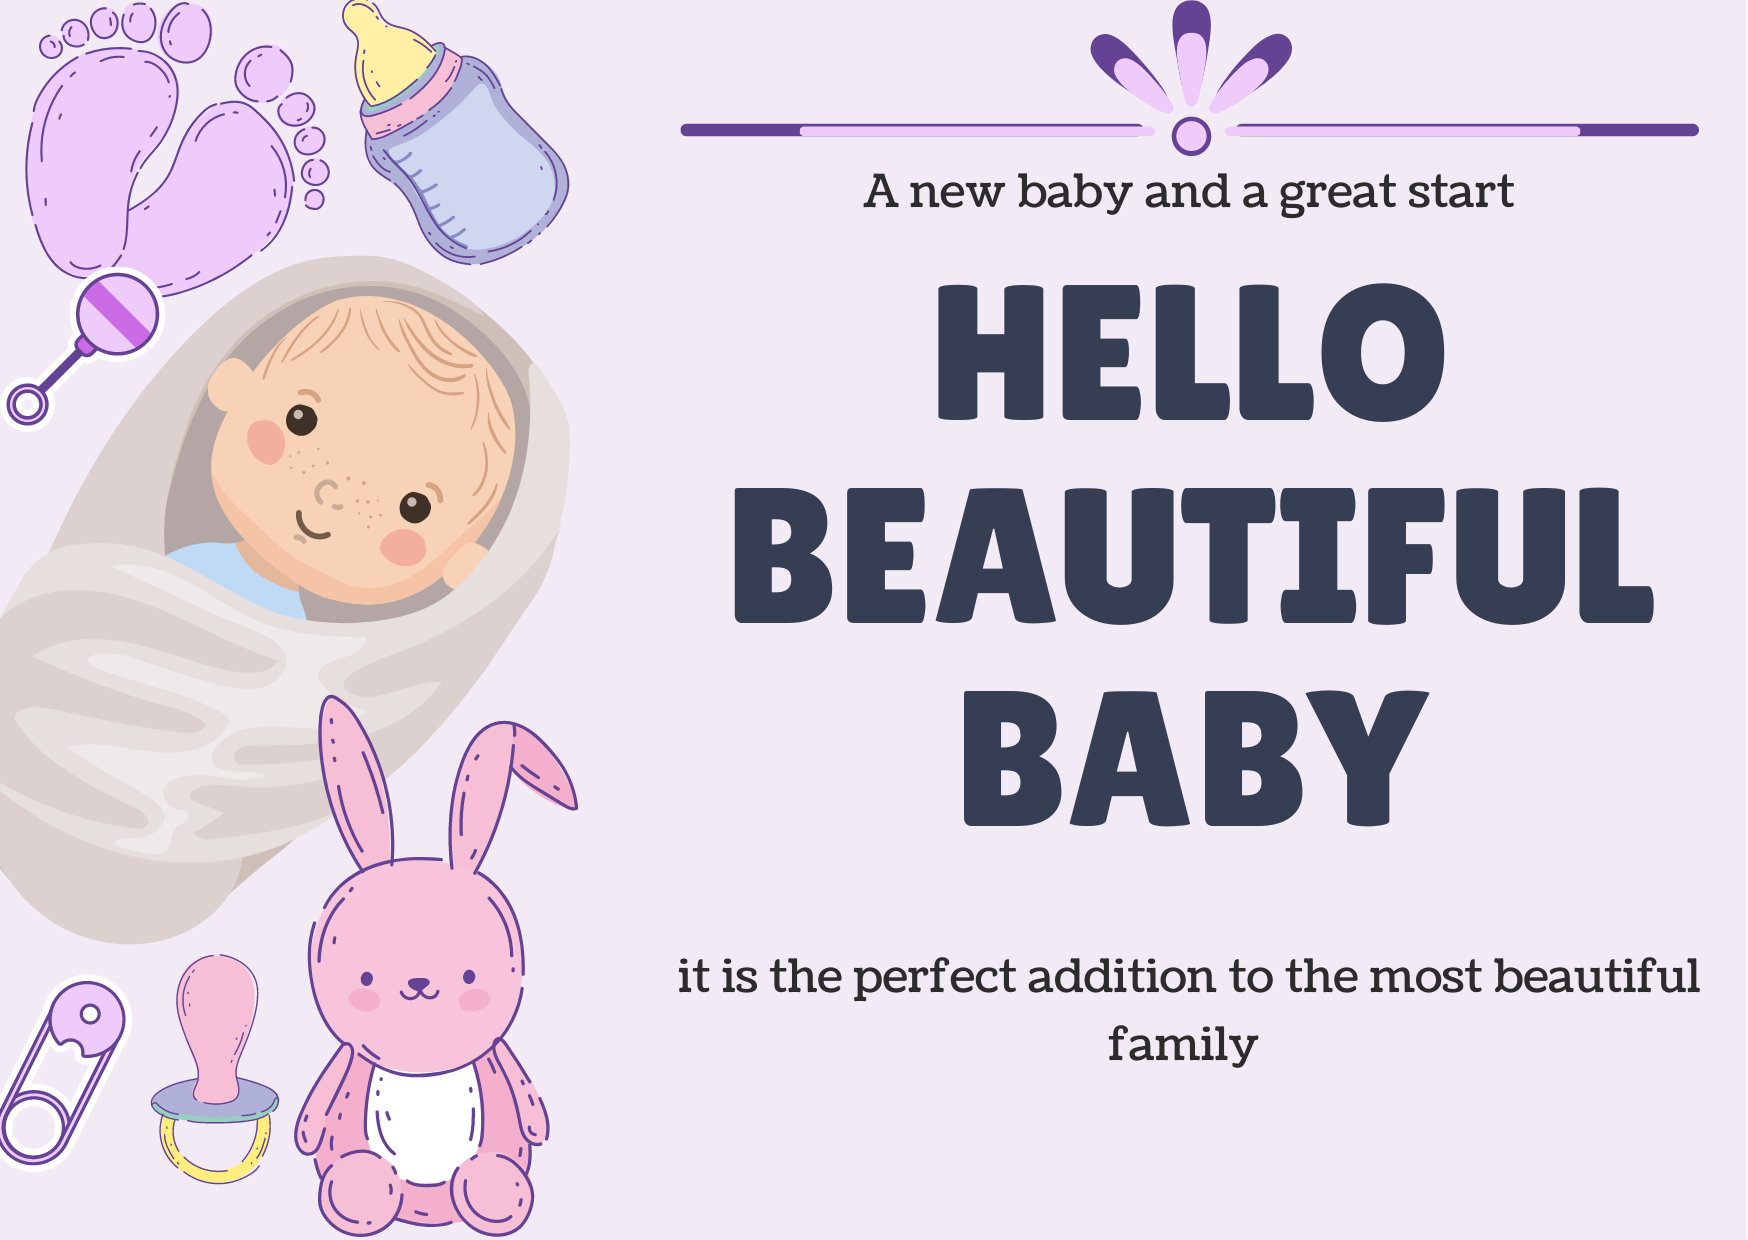 A new baby and a great start
HELLO
BEAUTIFUL
BABY
it is the perfect addition to the most beautiful
family